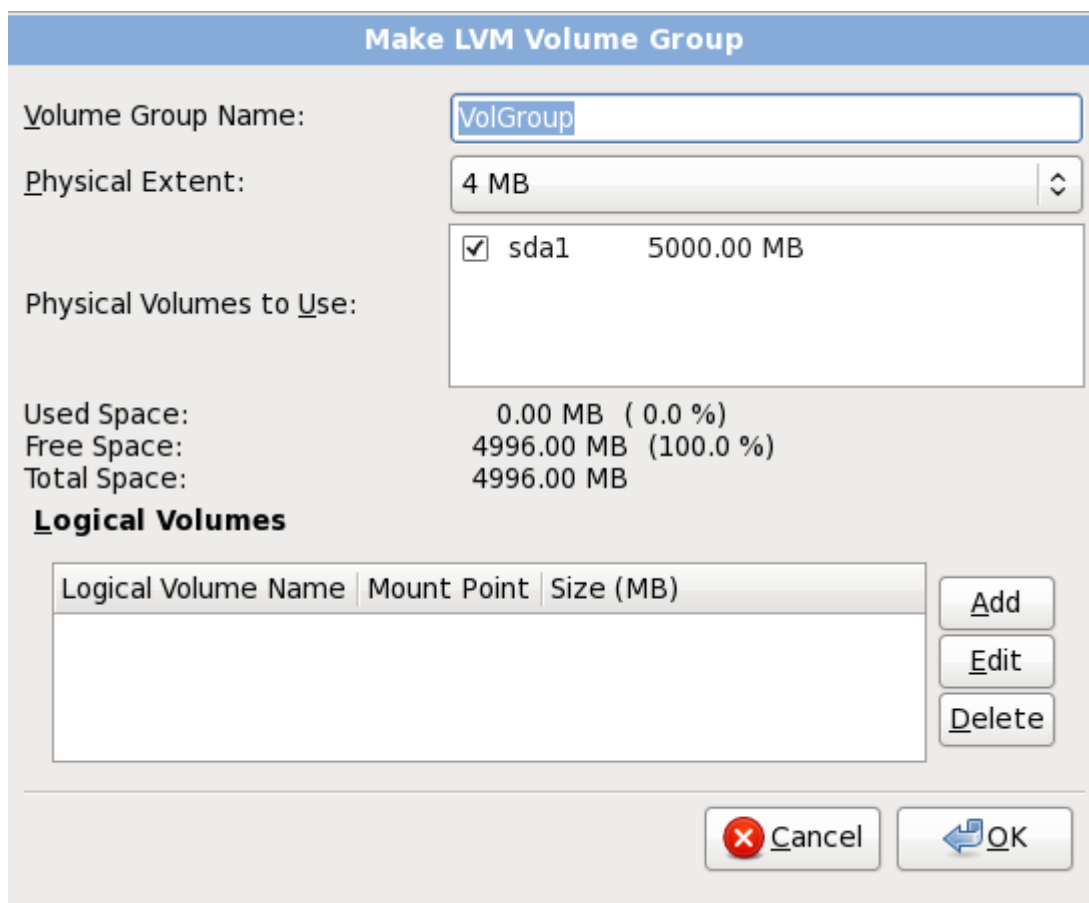 Make LVM Volume Group
Volume Group Name: VolGroup
Physical Extent: 4 MB
sda1 5000.00 MB
Physical Volumes to Use:
Used Space: 0.00 MB ( 0.0 %)
Free Space: 4996.00 MB (100.0 %)
Total Space: 4996.00 MB
Logical Volumes
Logical Volume Name Mount Point Size (MB)
Add
Edit
Delete
Cancel OK